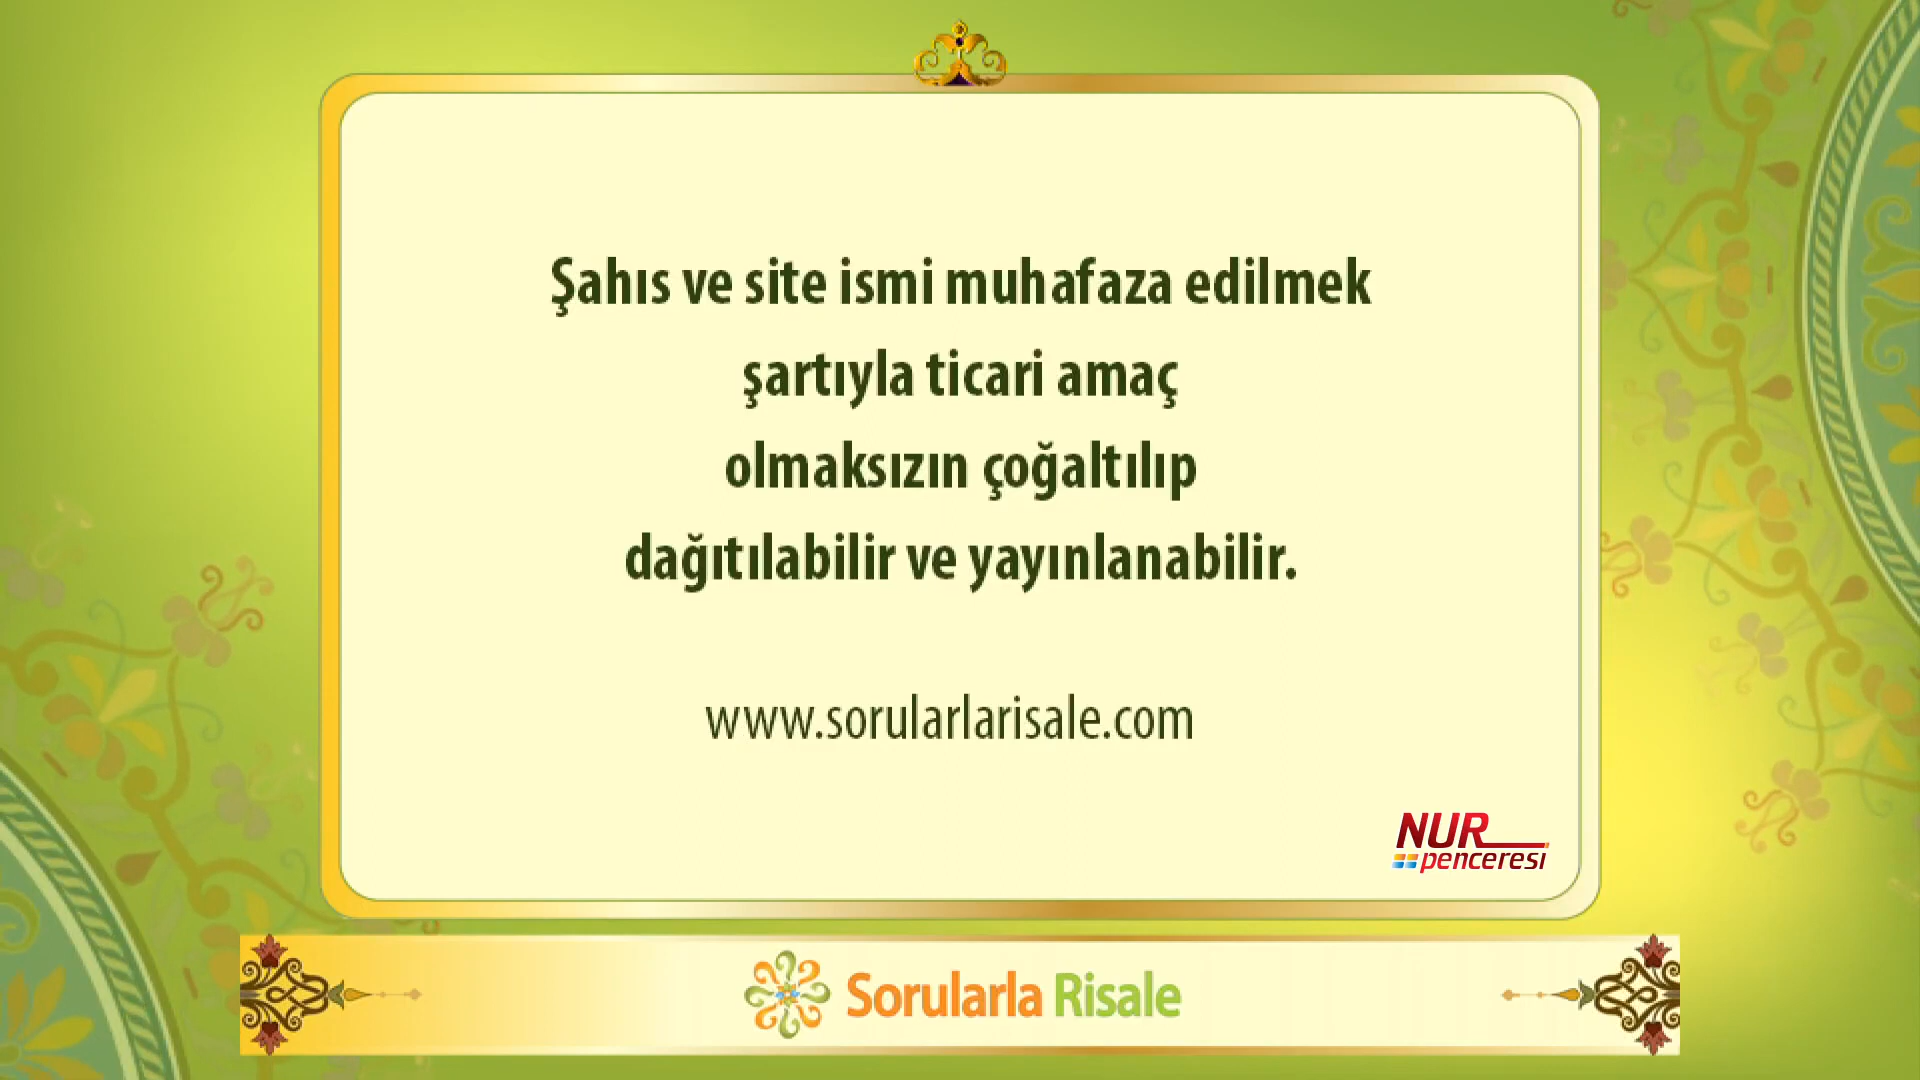 Şahıs ve site ismi muhafaza edilmek
şartıyla ticari amaç
olmaksızın çoğaltılıp
dağıtılabilir ve yayınlanabilir.
www.sorularlarisale.com
NUR
penceresi
Sorularla Risale